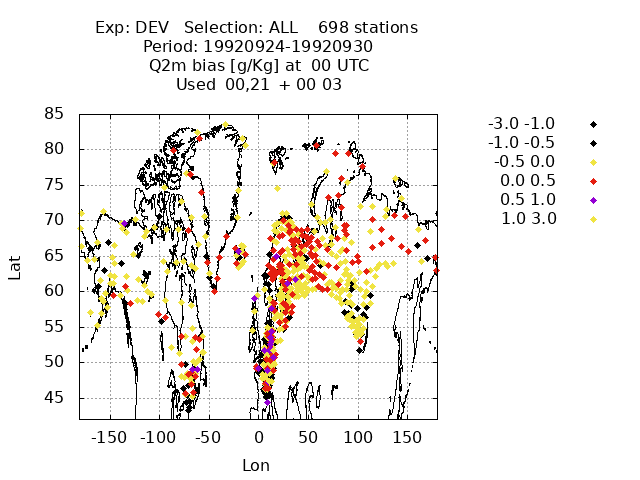 Exp: DEV   Selection: ALL    698 stations
Period: 19920924-19920930
Q2m bias [g/Kg] at  00 UTC
Used  00,21  + 00 03
85
80
75
70
65
60
55
50
45
Lat
-150 -100 -50 0 50 100 150
Lon
-3.0 -1.0
-1.0 -0.5
-0.5 0.0
0.0 0.5
0.5 1.0
1.0 3.0